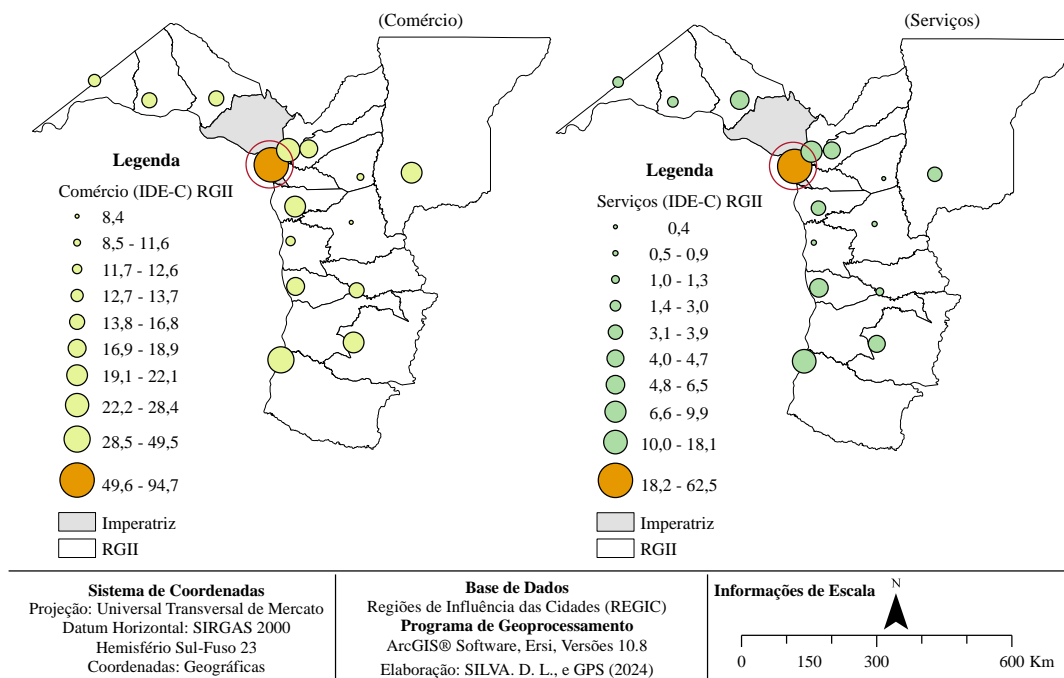 (Comércio)
Legenda
Comércio (IDE-C) RGII
8,4
8,5 - 11,6
11,7 - 12,6
12,7 - 13,7
13,8 - 16,8
16,9 - 18,9
19,1 - 22,1
22,2 - 28,4
28,5 - 49,5
49,6 - 94,7
Imperatriz
RGII
(Serviços)
Legenda
Serviços (IDE-C) RGII
0,4
0,5 - 0,9
1,0 - 1,3
1,4 - 3,0
3,1 - 3,9
4,0 - 4,7
4,8 - 6,5
6,6 - 9,9
10,0 - 18,1
18,2 - 62,5
Imperatriz
RGII
Sistema de Coordenadas
Projeção: Universal Transversal de Mercato
Datum Horizontal: SIRGAS 2000
Hemisfério Sul-Fuso 23
Coordenadas: Geográficas
Base de Dados
Regiões de Influência das Cidades (REGIC)
Programa de Geoprocessamento
ArcGIS® Software, Ersi, Versões 10.8
Elaboração: SILVA. D. L., e GPS (2024)
Informações de Escala
N
0 150 300 600 Km